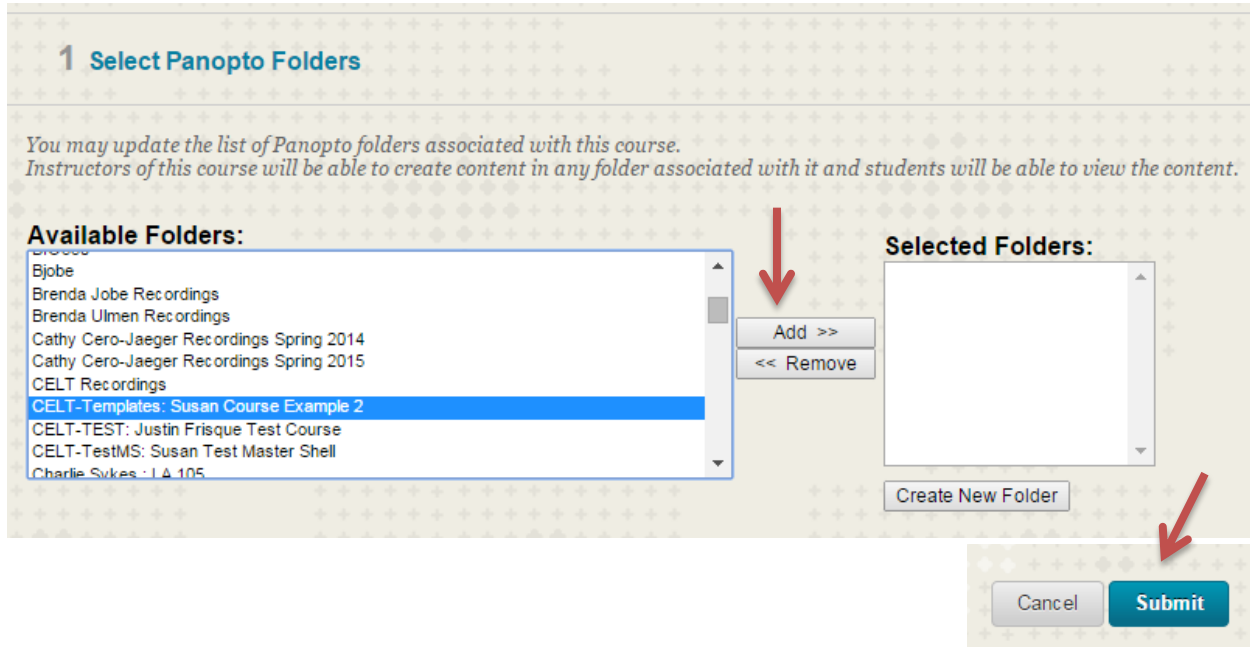 1 Select Panopto Folders
You may update the list of Panopto folders associated with this course.
Instructors of this course will be able to create content in any folder associated with it and students will be able to view the content.
Available Folders:
Bjobe
Brenda Jobe Recordings
Brenda Ulmen Recordings
Cathy Cero-Jaeger Recordings Spring 2014
Cathy Cero-Jaeger Recordings Spring 2015
CELT Recordings
CELT-Templates: Susan Course Example 2
CELT-TEST: Justin Frisque Test Course
CELT-TestMS: Susan Test Master Shell
Charlie Sykes : LA 105
Add >>
<< Remove
Selected Folders:
Create New Folder
Cancel
Submit